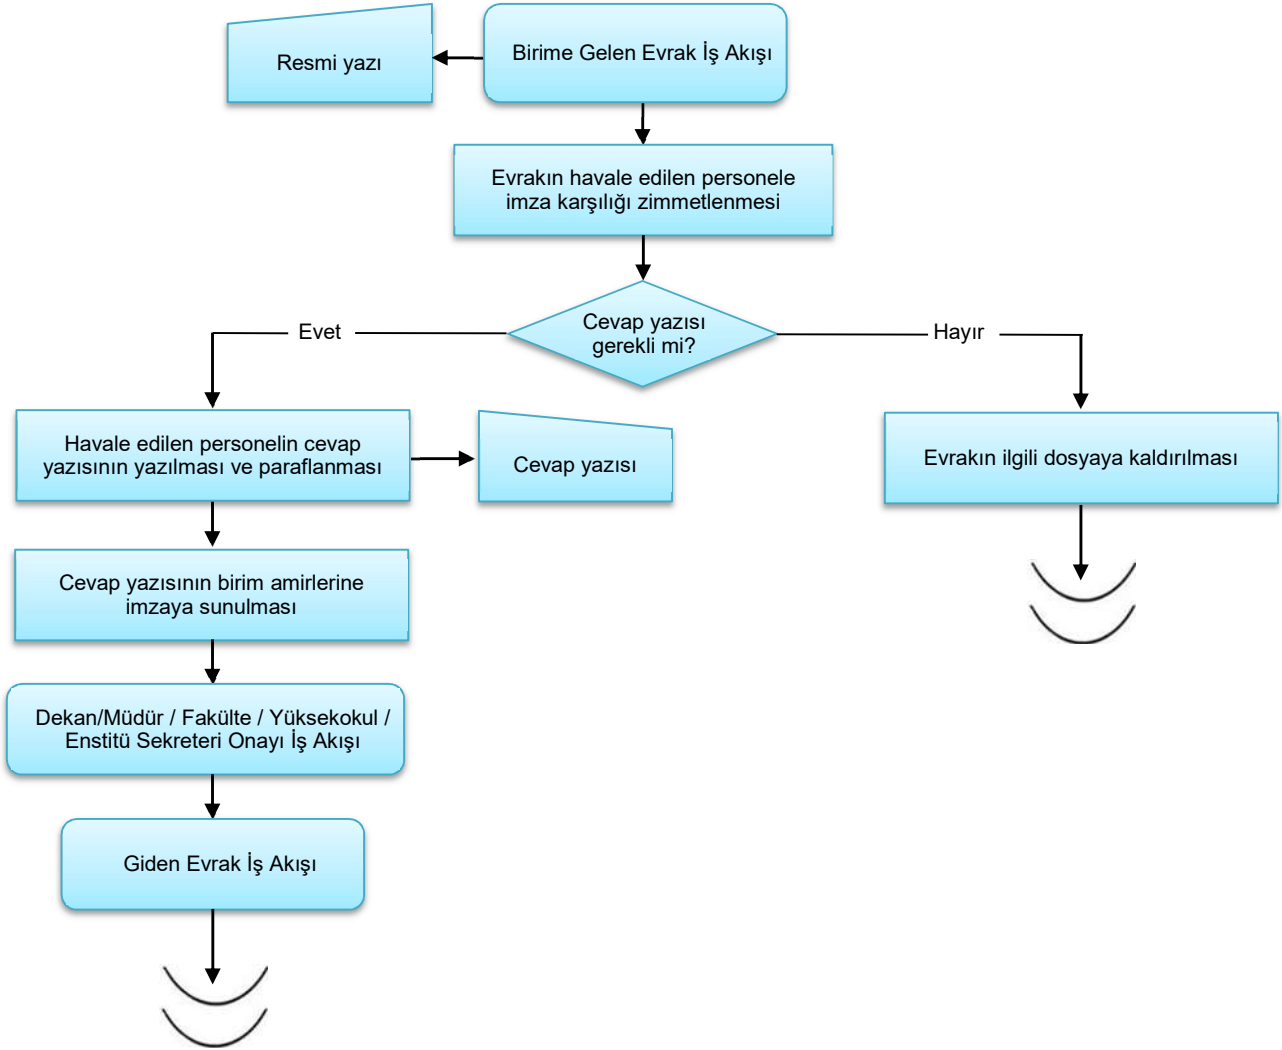 Resmi yazı
Birime Gelen Evrak İş Akışı
Evrakın havale edilen personele
imza karşılığı zimmetlenmesi
Cevap yazısı
gerekli mi?
Evet
Hayır
Havale edilen personelin cevap
yazısının yazılması ve paraflanması
Cevap yazısı
Evrakın ilgili dosyaya kaldırılması
Cevap yazısının birim amirlerine
imzaya sunulması
Dekan/Müdür / Fakülte / Yüksekokul /
Enstitü Sekreteri Onayı İş Akışı
Giden Evrak İş Akışı